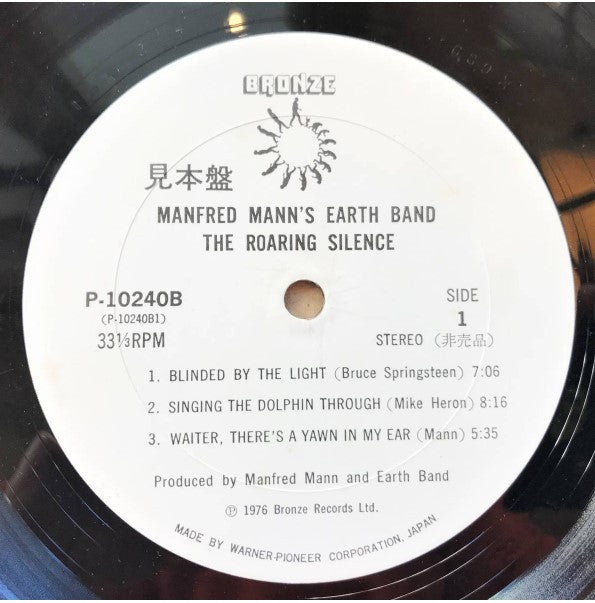 BRONZE
見本盤
MANFRED MANN'S EARTH BAND
THE ROARING SILENCE
P-10240B
(P-10240B1)
33⅓RPM
SIDE
1
STEREO (非売品)
1. BLINDED BY THE LIGHT (Bruce Springsteen) 7:06
2. SINGING THE DOLPHIN THROUGH (Mike Heron) 8:16
3. WAITER, THERE'S A YAWN IN MY EAR (Mann) 5:35
Produced by Manfred Mann and Earth Band
Ⓟ 1976 Bronze Records Ltd.
MADE BY WARNER-PIONEER CORPORATION, JAPAN